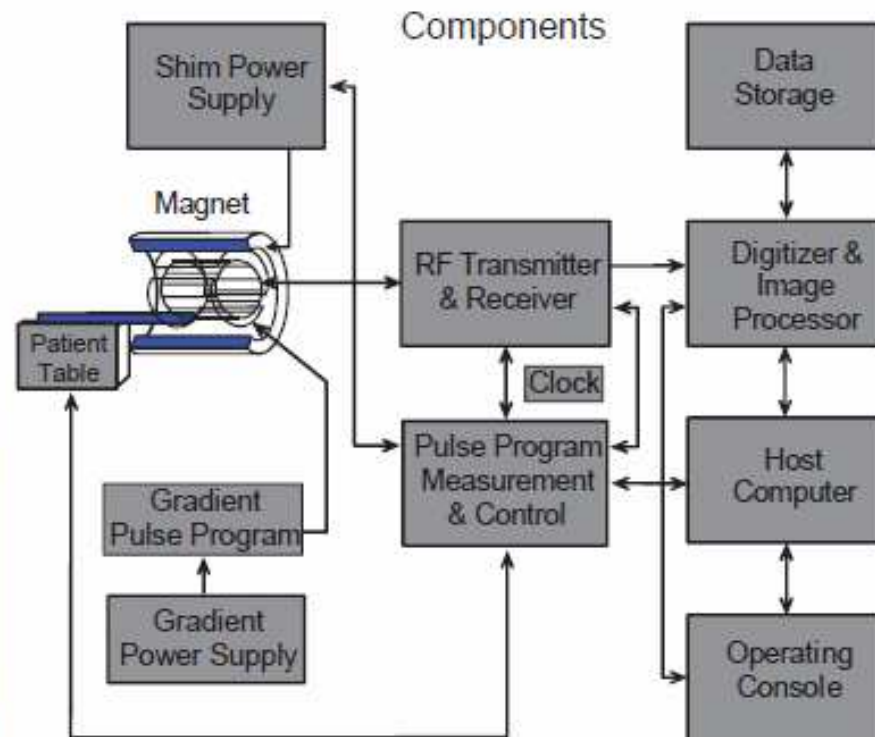 Components
Shim Power
Supply
Data
Storage
Magnet
RF Transmitter
& Receiver
Digitizer &
Image
Processor
Patient
Table
Clock
Pulse Program
Measurement
& Control
Host
Computer
Gradient
Pulse Program
Gradient
Power Supply
Operating
Console